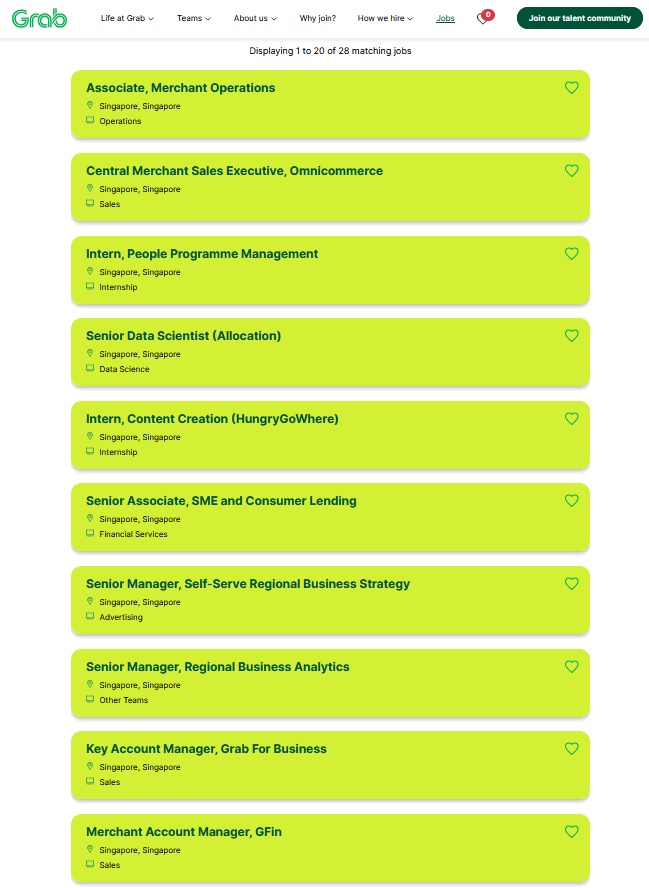 Grab Life at Grab Teams About us Why join? How we hire Jobs 0 Join our talent community
Displaying 1 to 20 of 28 matching jobs
Associate, Merchant Operations
Singapore, Singapore
Operations
Central Merchant Sales Executive, Omnicommerce
Singapore, Singapore
Sales
Intern, People Programme Management
Singapore, Singapore
Internship
Senior Data Scientist (Allocation)
Singapore, Singapore
Data Science
Intern, Content Creation (HungryGoWhere)
Singapore, Singapore
Internship
Senior Associate, SME and Consumer Lending
Singapore, Singapore
Financial Services
Senior Manager, Self-Serve Regional Business Strategy
Singapore, Singapore
Advertising
Senior Manager, Regional Business Analytics
Singapore, Singapore
Other Teams
Key Account Manager, Grab For Business
Singapore, Singapore
Sales
Merchant Account Manager, GFin
Singapore, Singapore
Sales